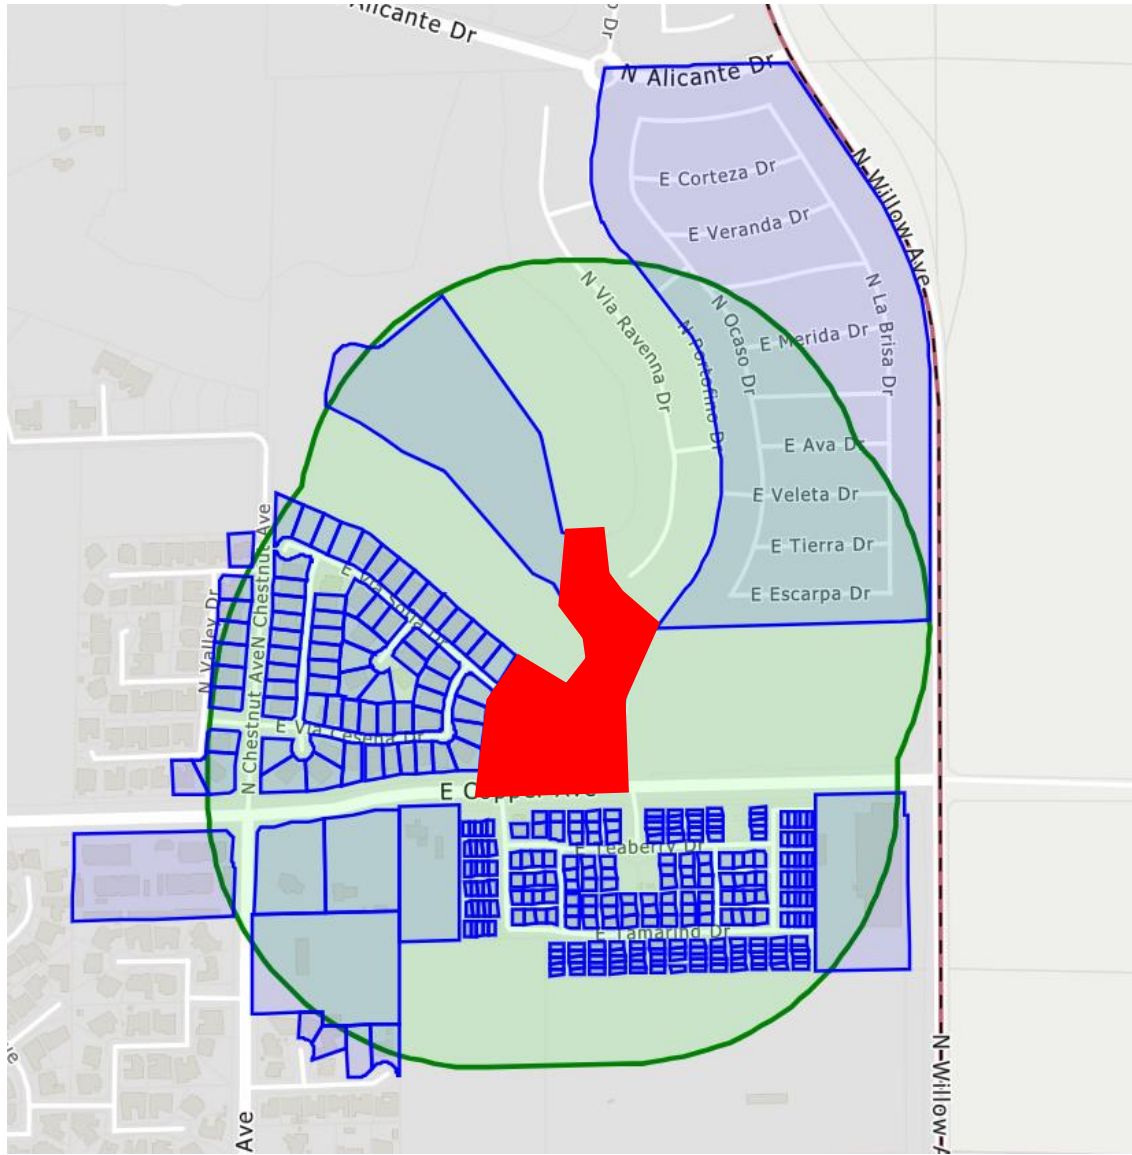 Alicante Dr
Dr
N Alicante Dr
N Willow Ave
E Corteza Dr
E Veranda Dr
N La Brisa Dr
N Via Ravenna Dr
N Portofino Dr
N Ocaso Dr
E Merida Dr
E Ava Dr
E Veleta Dr
E Tierra Dr
E Escarpa Dr
N Chestnut Ave
N Valley Dr
N Chestnut Ave
E Via Cesena Dr
E Copper Ave
E Teaberry Dr
E Tamarind Dr
N Willow A
Ave